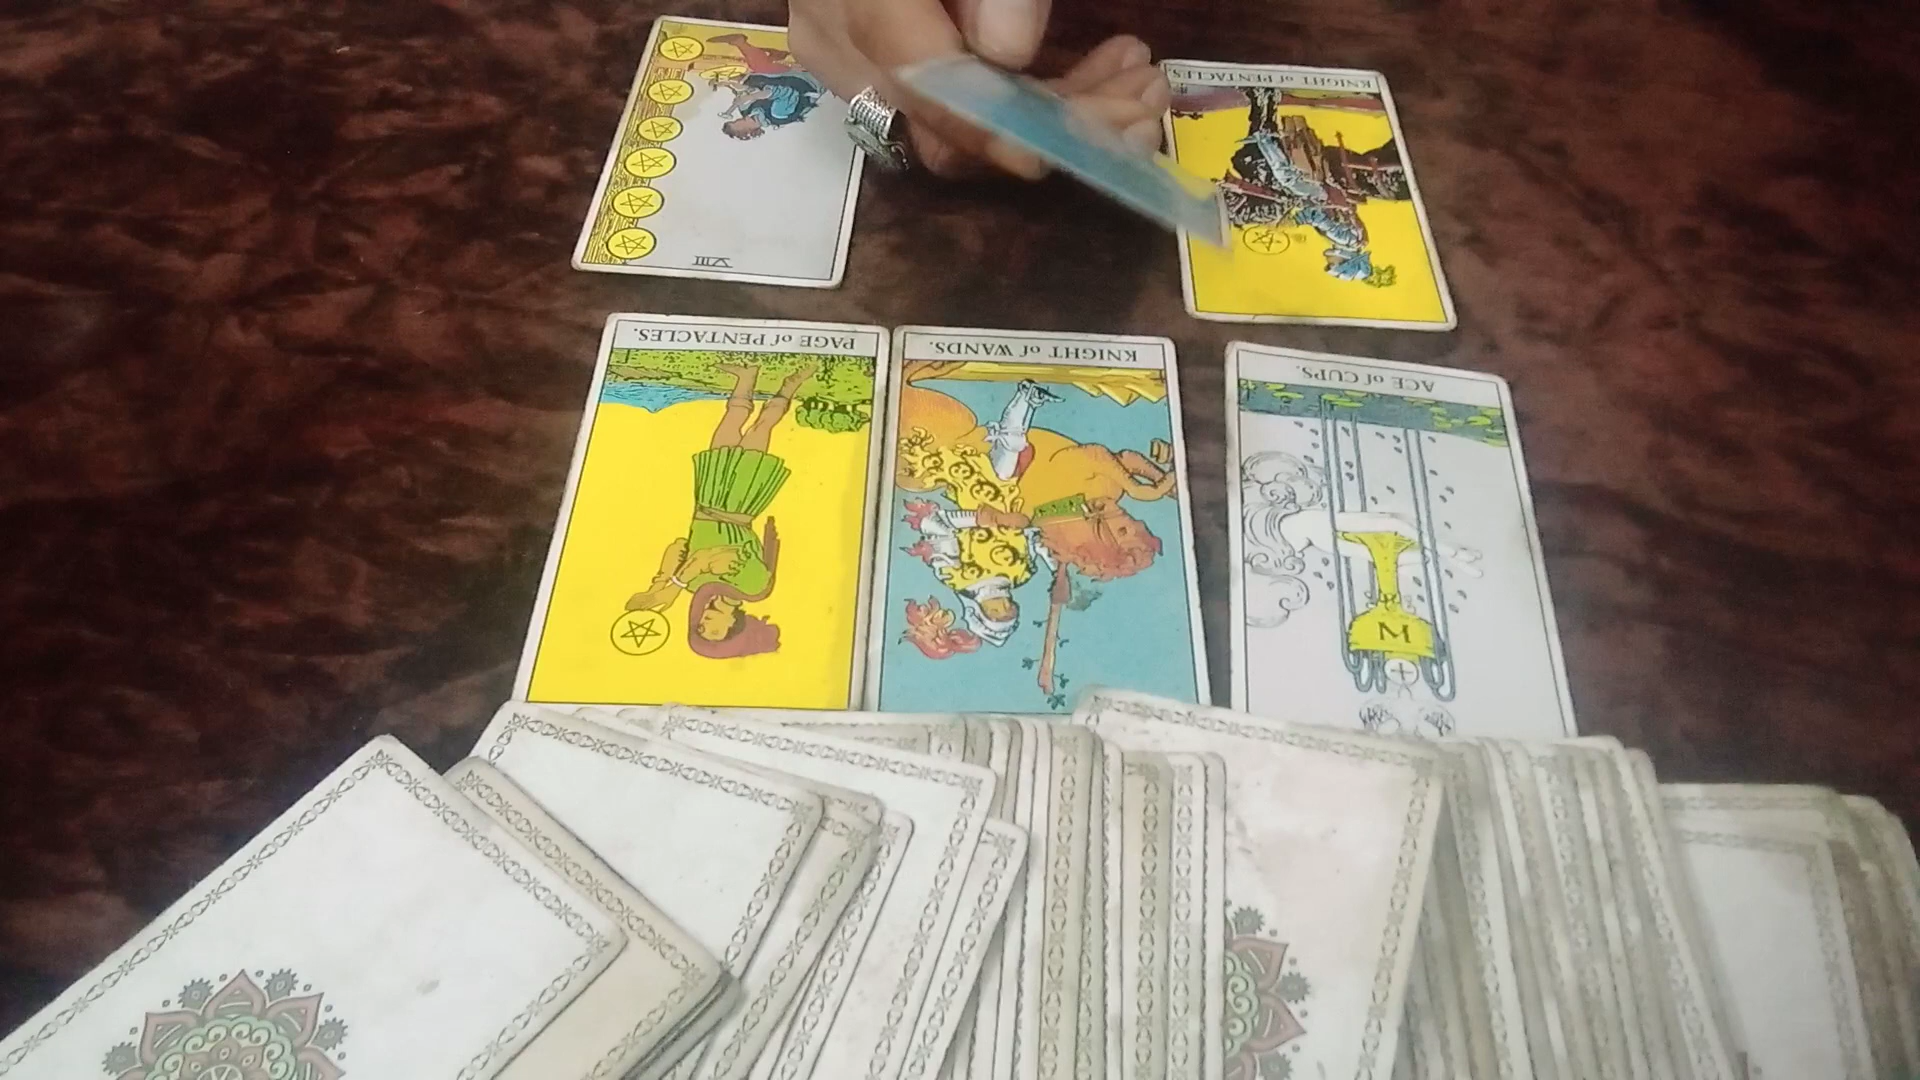 KNIGHT of PENTACLES.
VIII
PAGE of PENTACLES.
KNIGHT of WANDS.
ACE of CUPS.
W